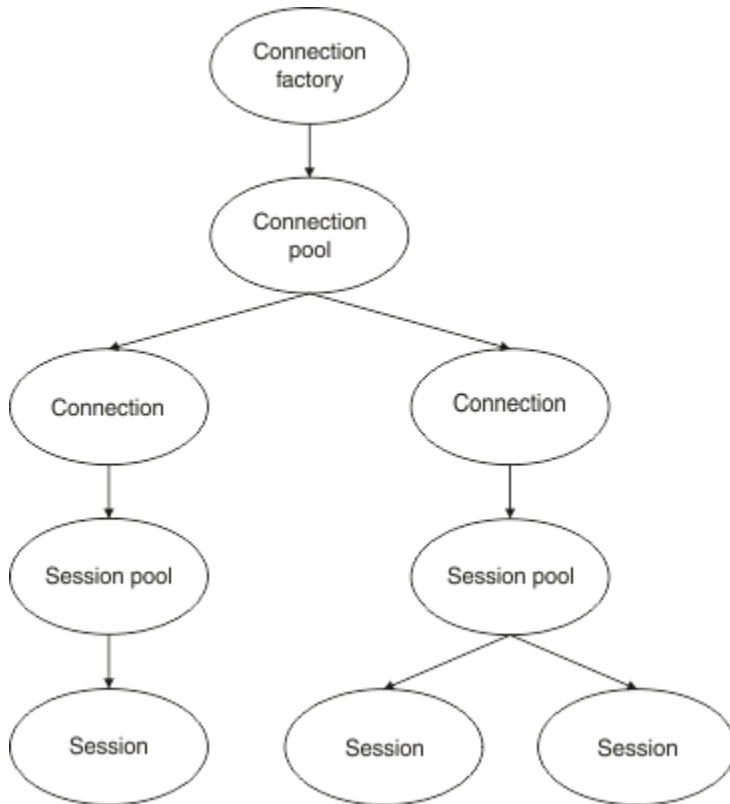 Connection
factory
Connection
pool
Connection
Connection
Session pool
Session pool
Session
Session
Session